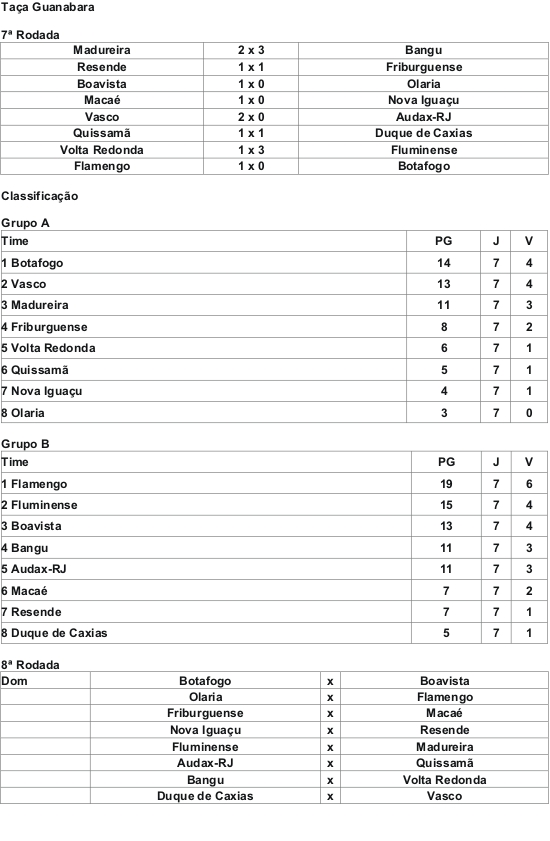 Taça Guanabara
7ª Rodada
Madureira 2 x 3 Bangu
Resende 1 x 1 Friburguense
Boavista 1 x 0 Olaria
Macaé 1 x 0 Nova Iguaçu
Vasco 2 x 0 Audax-RJ
Quissamã 1 x 1 Duque de Caxias
Volta Redonda 1 x 3 Fluminense
Flamengo 1 x 0 Botafogo
Classificação
Grupo A
Time PG J V
1 Botafogo 14 7 4
2 Vasco 13 7 4
3 Madureira 11 7 3
4 Friburguense 8 7 2
5 Volta Redonda 6 7 1
6 Quissamã 5 7 1
7 Nova Iguaçu 4 7 1
8 Olaria 3 7 0
Grupo B
Time PG J V
1 Flamengo 19 7 6
2 Fluminense 15 7 4
3 Boavista 13 7 4
4 Bangu 11 7 3
5 Audax-RJ 11 7 3
6 Macaé 7 7 2
7 Resende 7 7 1
8 Duque de Caxias 5 7 1
8ª Rodada
Dom Botafogo x Boavista
Olaria x Flamengo
Friburguense x Macaé
Nova Iguaçu x Resende
Fluminense x Madureira
Audax-RJ x Quissamã
Bangu x Volta Redonda
Duque de Caxias x Vasco